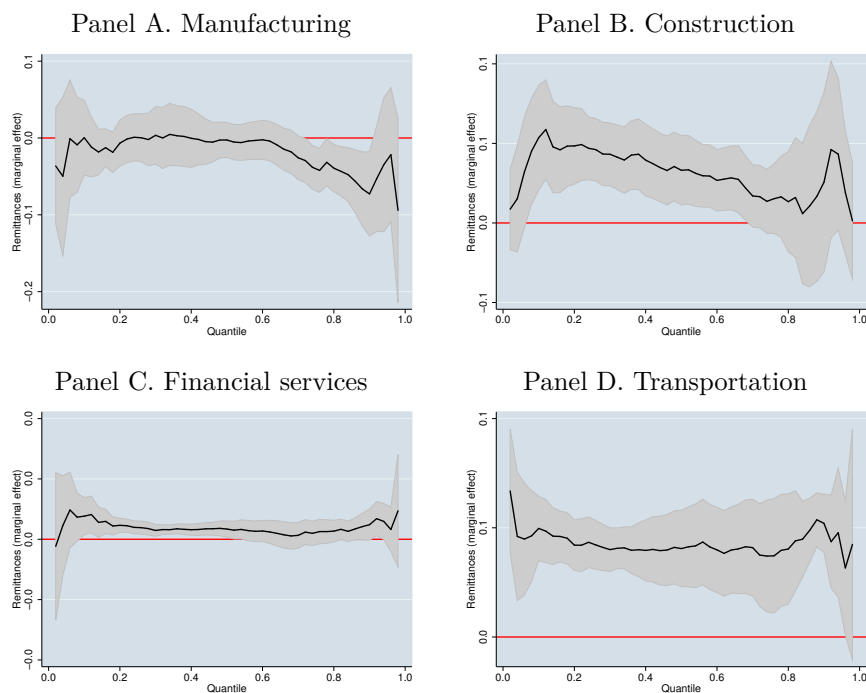 Panel A. Manufacturing
Remittances (marginal effect)
0.1
0.0
−0.1
−0.2
0.0 0.2 0.4 0.6 0.8 1.0
Quantile
Panel B. Construction
Remittances (marginal effect)
0.1
0.1
0.0
−0.1
0.0 0.2 0.4 0.6 0.8 1.0
Quantile
Panel C. Financial services
Remittances (marginal effect)
0.0
0.0
0.0
−0.0
−0.0
0.0 0.2 0.4 0.6 0.8 1.0
Quantile
Panel D. Transportation
Remittances (marginal effect)
0.1
0.1
0.0
0.0 0.2 0.4 0.6 0.8 1.0
Quantile